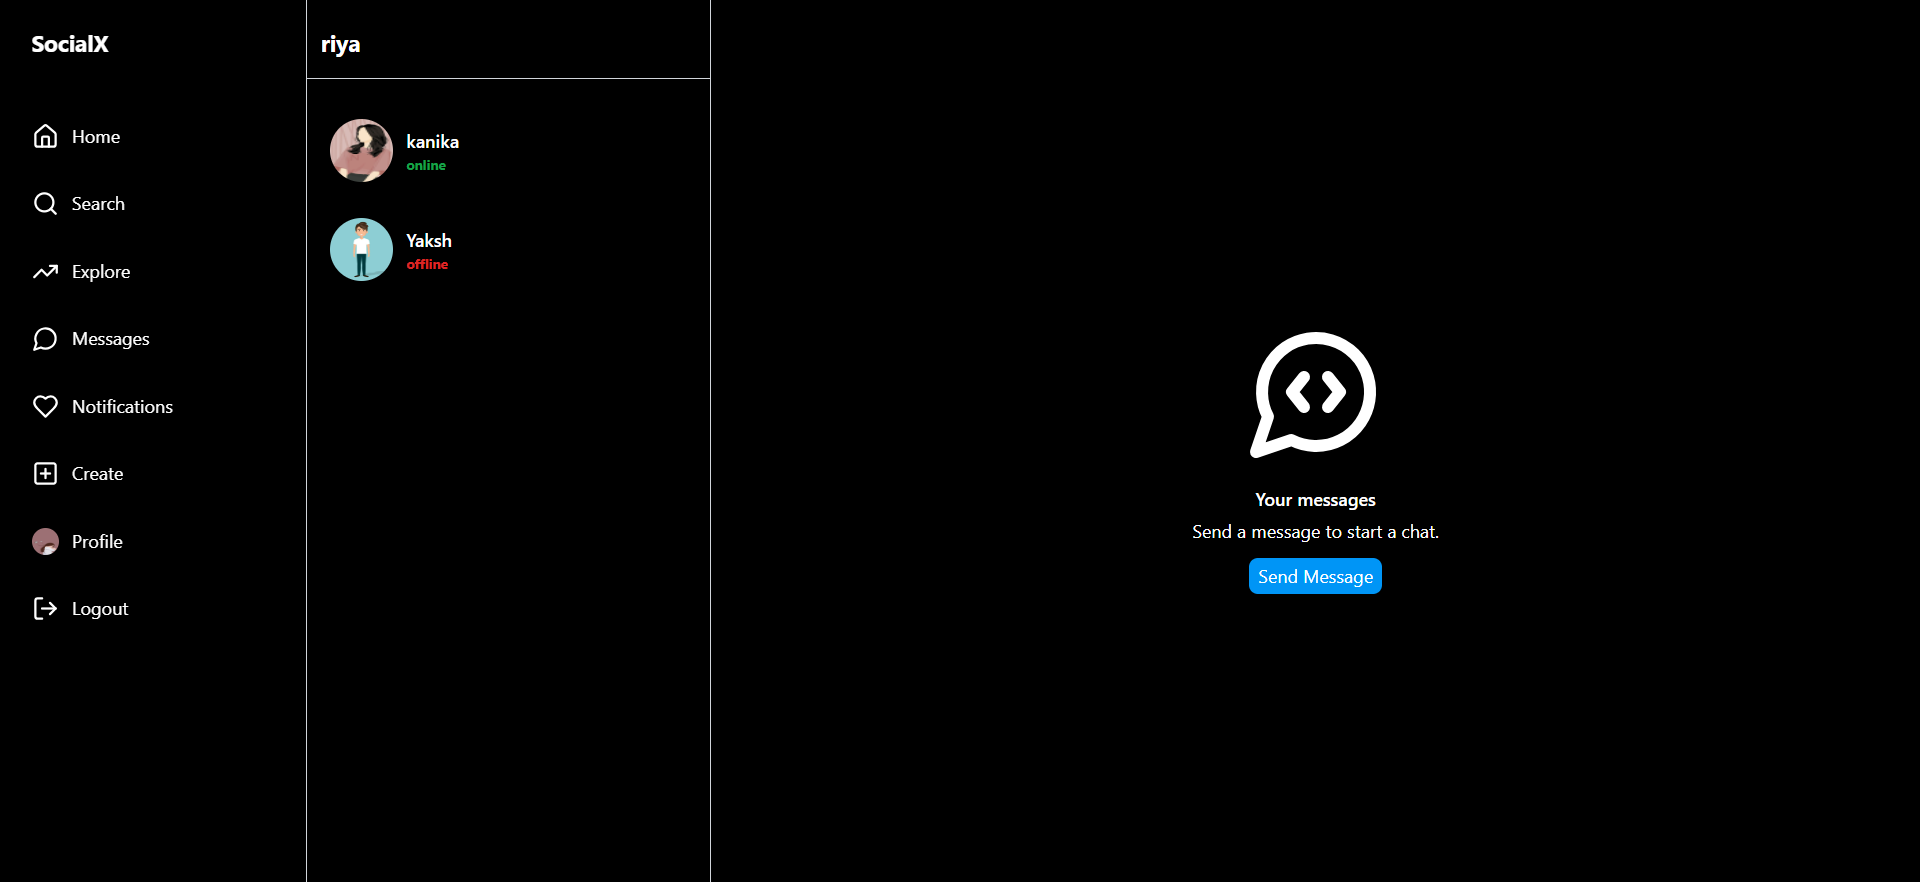 SocialX
Home
Search
Explore
Messages
Notifications
Create
Profile
Logout
riya
kanika
online
Yaksh
offline
Your messages
Send a message to start a chat.
Send Message